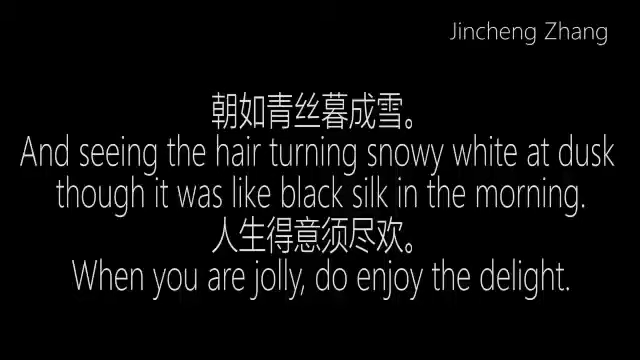 Jincheng Zhang
朝如青丝暮成雪。
And seeing the hair turning snowy white at dusk
though it was like black silk in the morning.
人生得意须尽欢。
When you are jolly, do enjoy the delight.